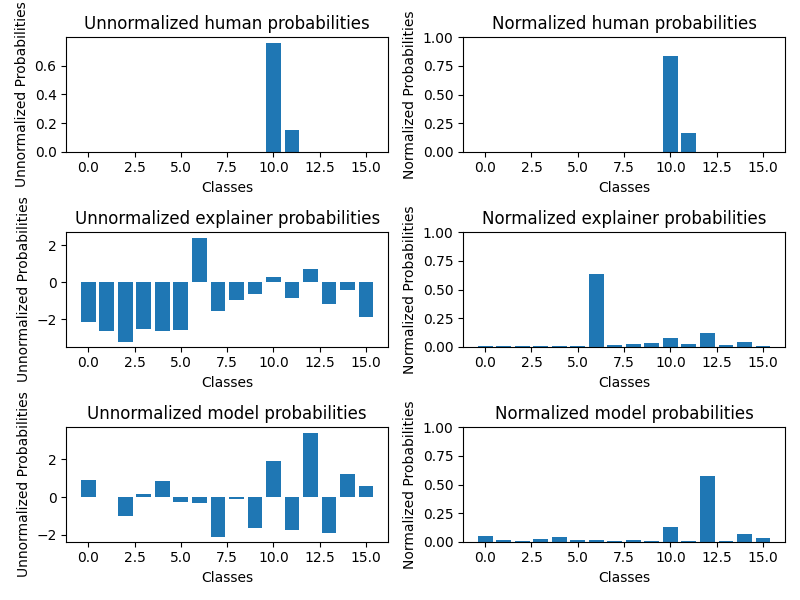 Unnormalized human probabilities
Unnormalized Probabilities
0.6
0.4
0.2
0.0
0.0 2.5 5.0 7.5 10.0 12.5 15.0
Classes
Normalized human probabilities
Normalized Probabilities
1.00
0.75
0.50
0.25
0.00
0.0 2.5 5.0 7.5 10.0 12.5 15.0
Classes
Unnormalized explainer probabilities
Unnormalized Probabilities
2
0
−2
0.0 2.5 5.0 7.5 10.0 12.5 15.0
Classes
Normalized explainer probabilities
Normalized Probabilities
1.00
0.75
0.50
0.25
0.00
0.0 2.5 5.0 7.5 10.0 12.5 15.0
Classes
Unnormalized model probabilities
Unnormalized Probabilities
2
0
−2
0.0 2.5 5.0 7.5 10.0 12.5 15.0
Classes
Normalized model probabilities
Normalized Probabilities
1.00
0.75
0.50
0.25
0.00
0.0 2.5 5.0 7.5 10.0 12.5 15.0
Classes